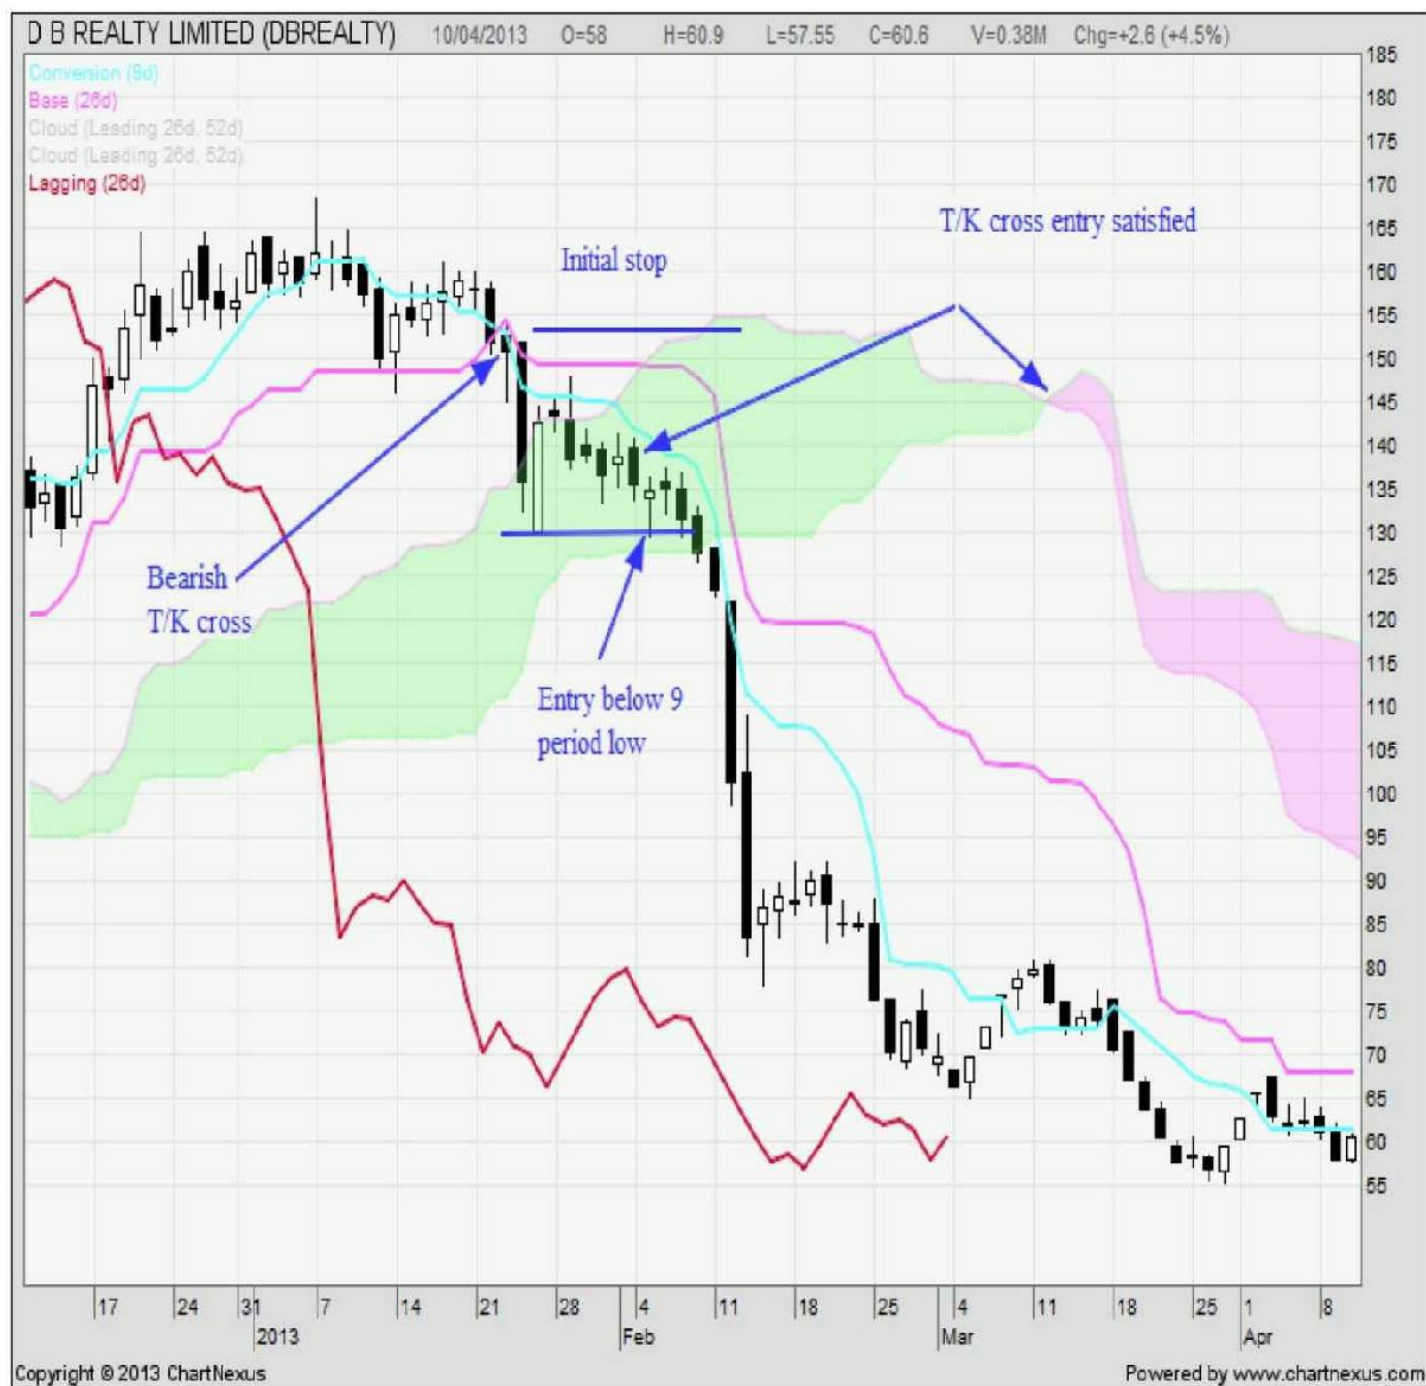 D B REALTY LIMITED (DBREALTY) 10/04/2013 O=58 H=60.9 L=57.55 C=60.6 V=0.38M Chg=+2.6 (+4.5%)
Conversion (9d)
Base (26d)
Cloud (Leading 26d, 52d)
Cloud (Leading 26d, 52d)
Lagging (26d)
T/K cross entry satisfied
Initial stop
Bearish
T/K cross
Entry below 9
period low
185
180
175
170
165
160
155
150
145
140
135
130
125
120
115
110
105
100
95
90
85
80
75
70
65
60
55
17 24 31 7 14 21 28 4 11 18 25 4 11 18 25 1 8
2013 Feb Mar Apr
Copyright © 2013 ChartNexus Powered by www.chartnexus.com